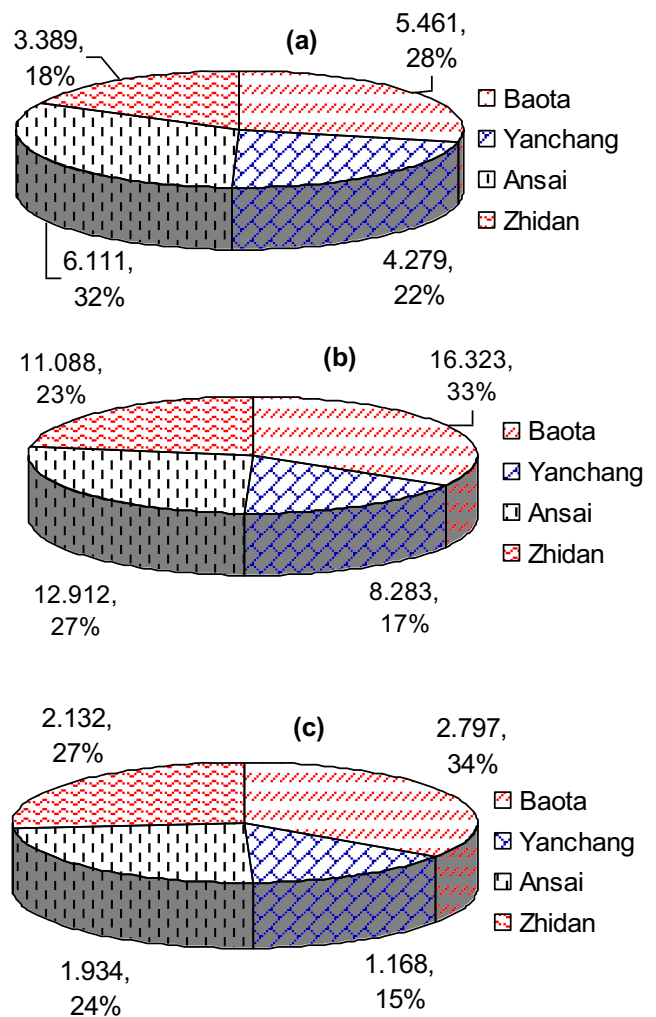 (a)
3.389,
18%
5.461,
28%
6.111,
32%
4.279,
22%
Baota
Yanchang
Ansai
Zhidan
(b)
11.088,
23%
16.323,
33%
12.912,
27%
8.283,
17%
Baota
Yanchang
Ansai
Zhidan
(c)
2.132,
27%
2.797,
34%
1.934,
24%
1.168,
15%
Baota
Yanchang
Ansai
Zhidan